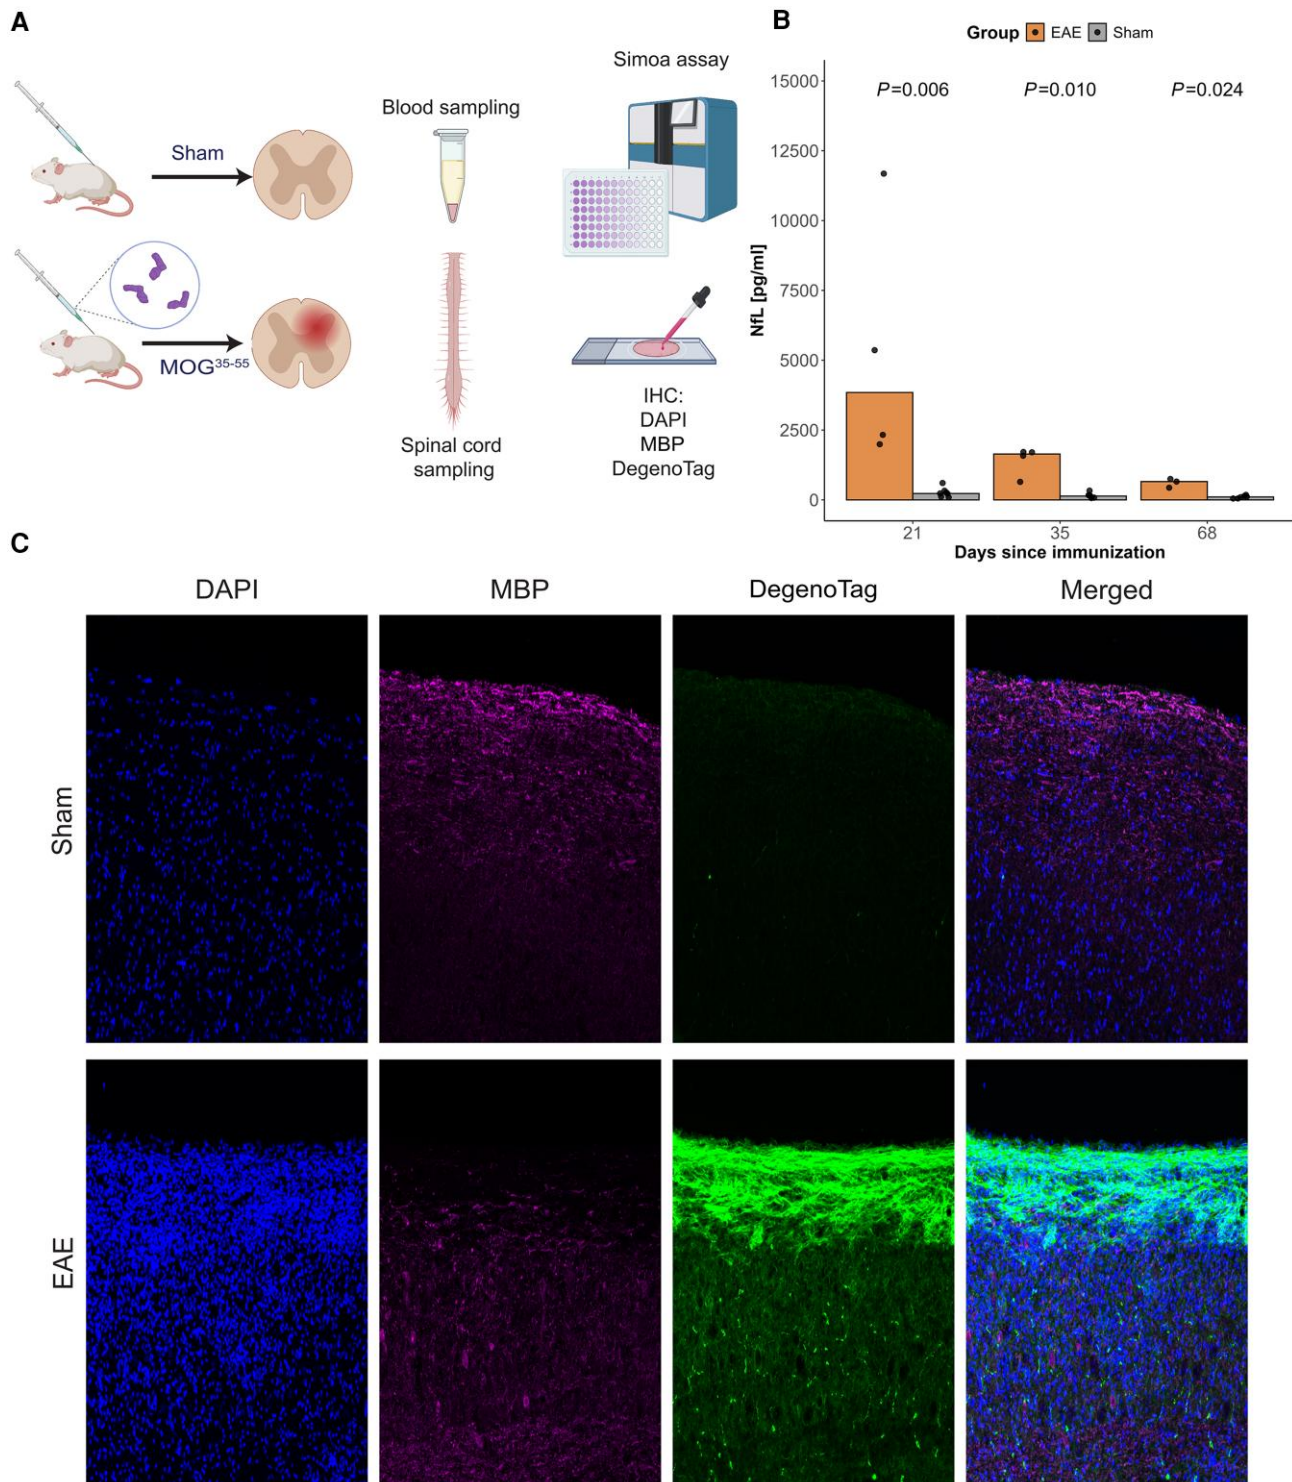 A
Sham
MOG³⁵⁻⁵⁵
Blood sampling
Spinal cord
sampling
Simoa assay
IHC:
DAPI
MBP
DegenoTag
B
Group EAE Sham
P=0.006 P=0.010 P=0.024
NfL [pg/ml]
15000
12500
10000
7500
5000
2500
0
21 35 68
Days since immunization
C
DAPI MBP DegenoTag Merged
Sham
EAE